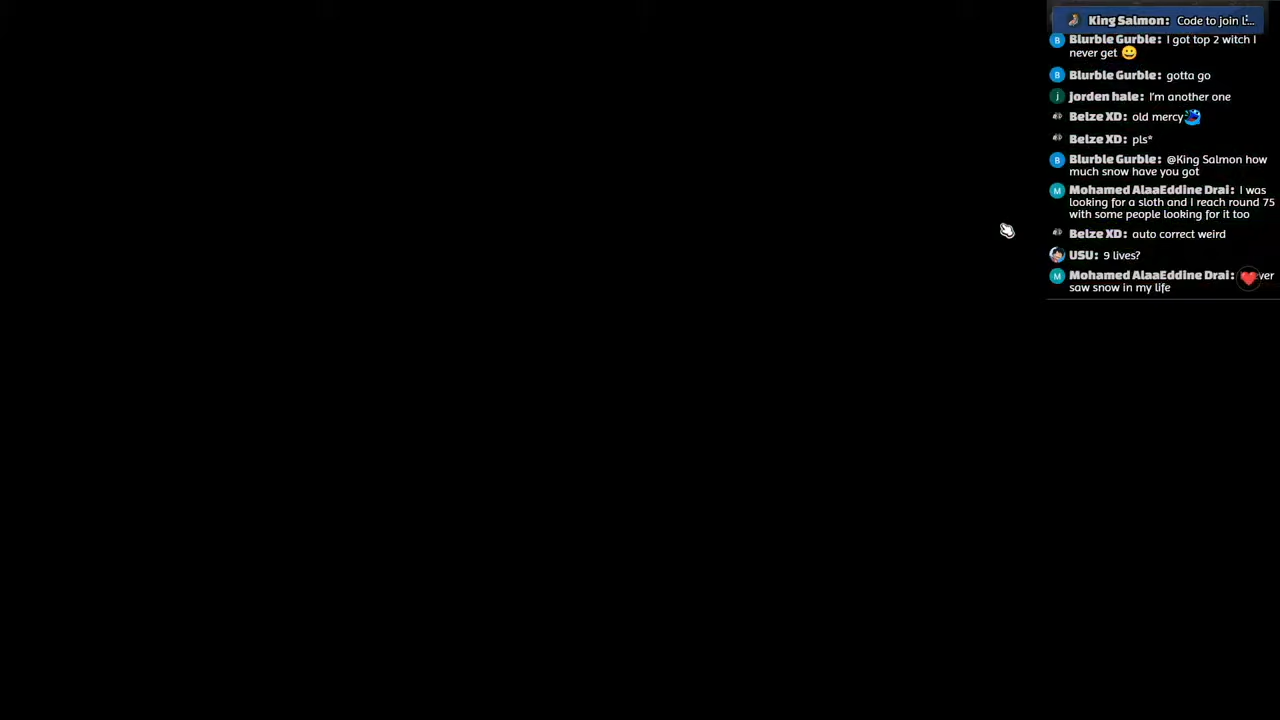 King Salmon: Code to join L...
B Blurble Gurble: I got top 2 witch I
never get 😀
B Blurble Gurble: gotta go
j jorden hale: I'm another one
Belze XD: old mercy
Belze XD: pls*
B Blurble Gurble: @King Salmon how
much snow have you got
M Mohamed AlaaEddine Drai: I was
looking for a sloth and I reach round 75
with some people looking for it too
Belze XD: auto correct weird
USU: 9 lives?
M Mohamed AlaaEddine Drai:
saw snow in my life